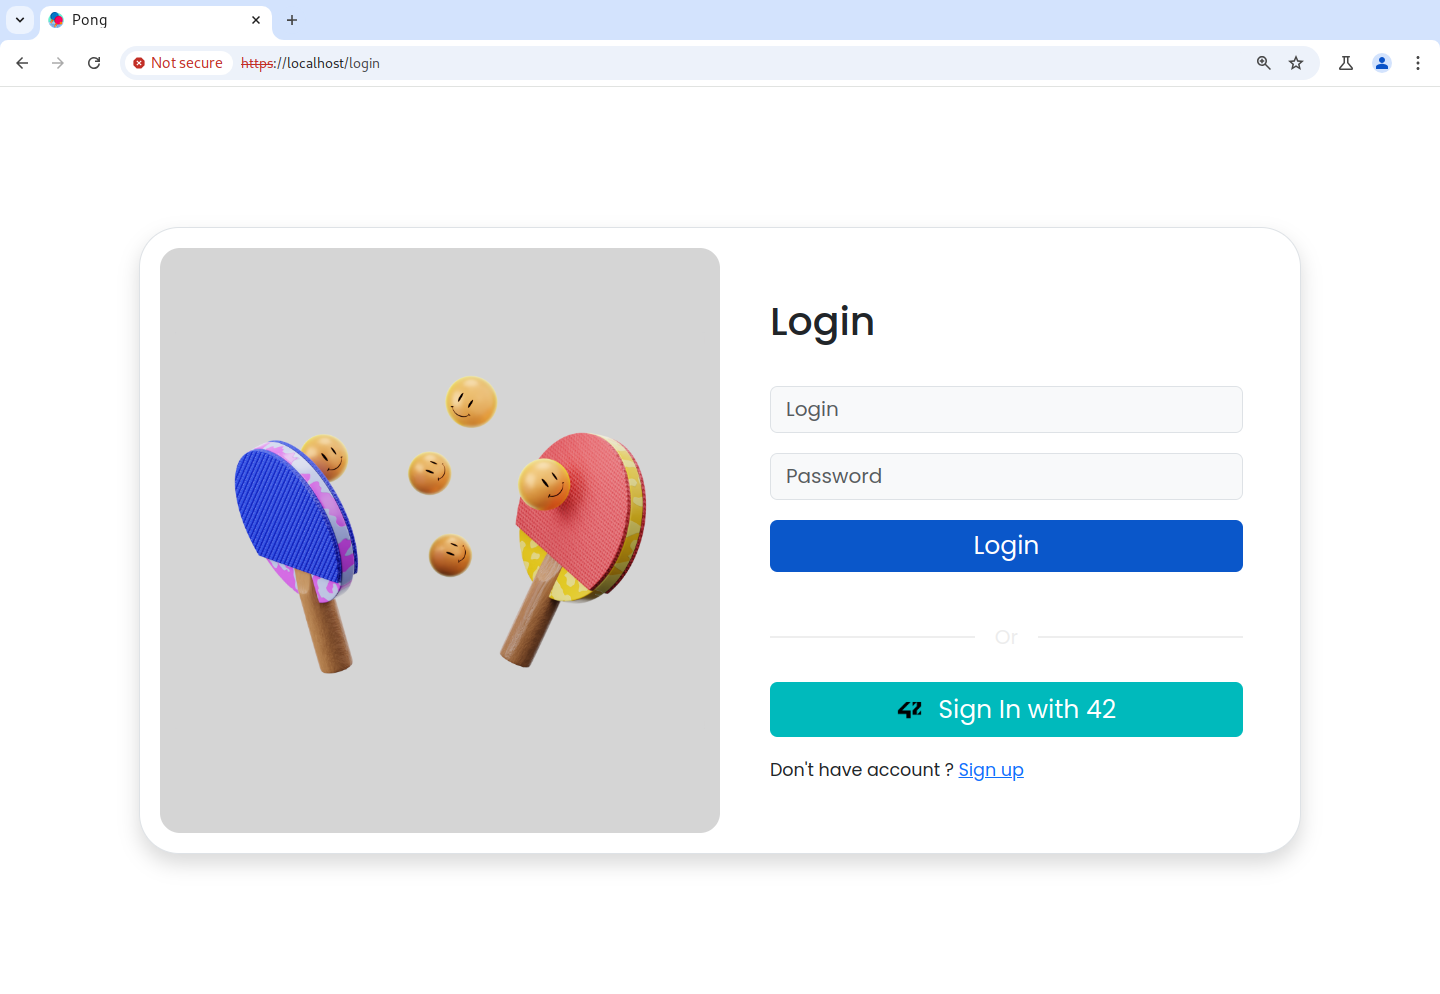 Pong
Not secure
https://localhost/login
Login
Login
Password
Login
Or
42 Sign In with 42
Don't have account ? Sign up